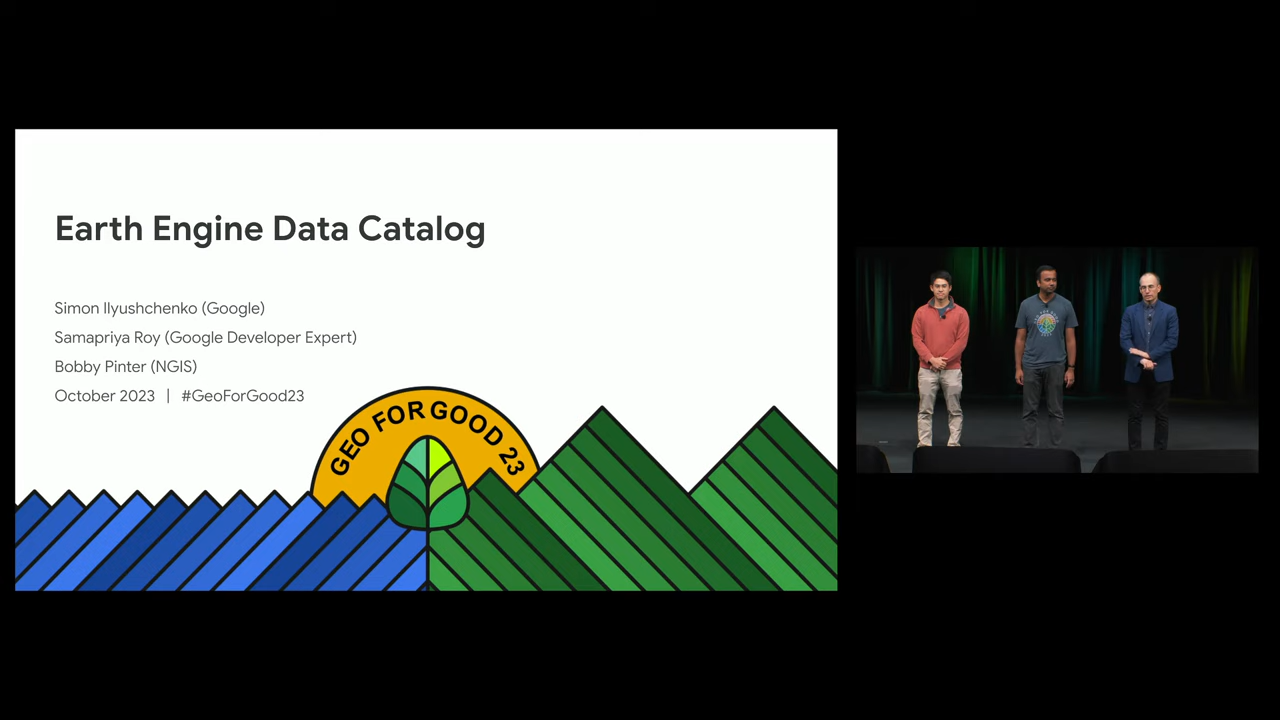 Earth Engine Data Catalog
Simon Ilyushchenko (Google)
Samapriya Roy (Google Developer Expert)
Bobby Pinter (NGIS)
October 2023 | #GeoForGood23
GEO FOR GOOD 23